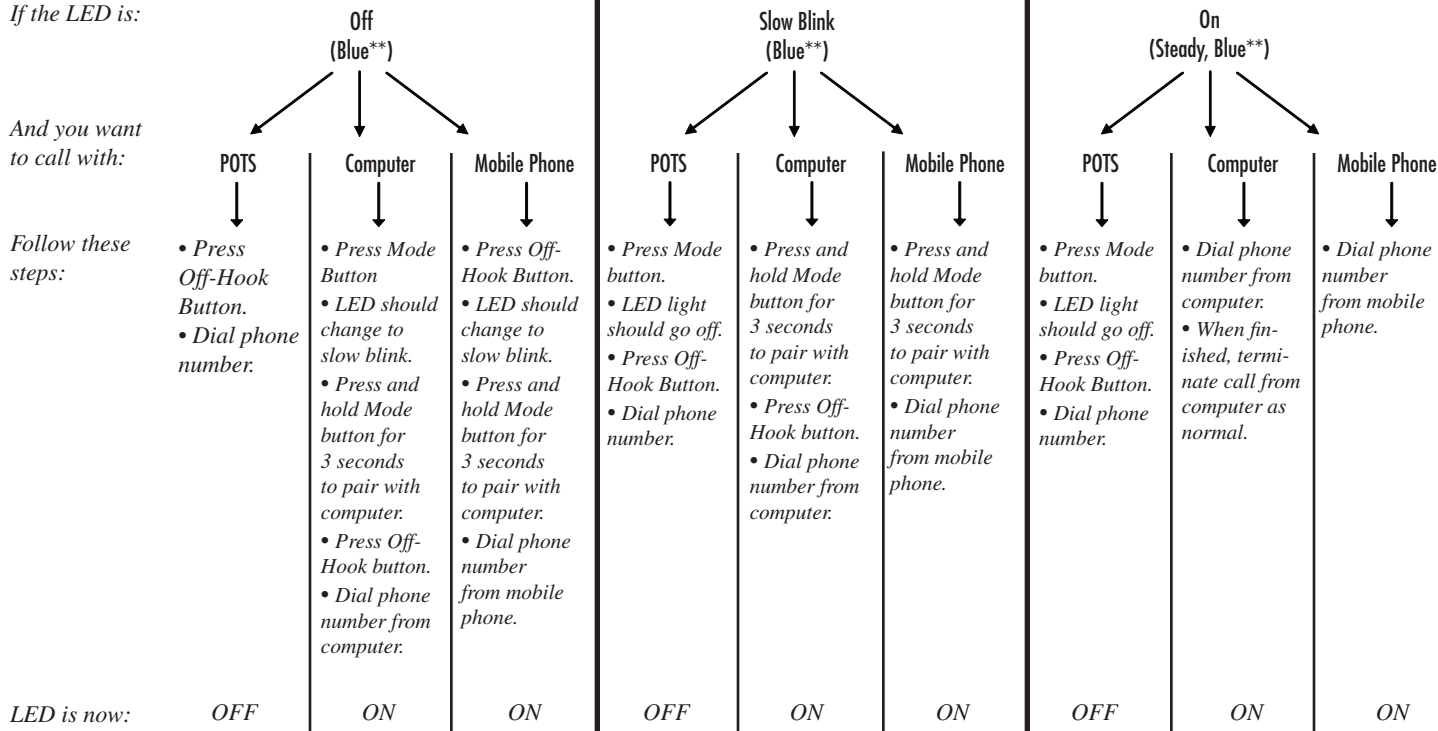 If the LED is:
Off
(Blue**)
Slow Blink
(Blue**)
On
(Steady, Blue**)
And you want
to call with:
POTS
Computer
Mobile Phone
POTS
Computer
Mobile Phone
POTS
Computer
Mobile Phone
Follow these
steps:
• Press
Off-Hook
Button.
• Dial phone
number.
• Press Mode
Button
• LED should
change to
slow blink.
• Press and
hold Mode
button for
3 seconds
to pair with
computer.
• Press Off-
Hook button.
• Dial phone
number from
computer.
• Press Off-
Hook Button.
• LED should
change to
slow blink.
• Press and
hold Mode
button for
3 seconds
to pair with
computer.
• Dial phone
number
from mobile
phone.
• Press Mode
button.
• LED light
should go off.
• Press Off-
Hook Button.
• Dial phone
number.
• Press and
hold Mode
button for
3 seconds
to pair with
computer.
• Press Off-
Hook button.
• Dial phone
number from
computer.
• Press and
hold Mode
button for
3 seconds
to pair with
computer.
• Dial phone
number
from mobile
phone.
• Press Mode
button.
• LED light
should go off.
• Press Off-
Hook Button.
• Dial phone
number.
• Dial phone
number from
computer.
• When fin-
ished, termi-
nate call from
computer as
normal.
• Dial phone
number
from mobile
phone.
LED is now:
OFF
ON
ON
OFF
ON
ON
OFF
ON
ON